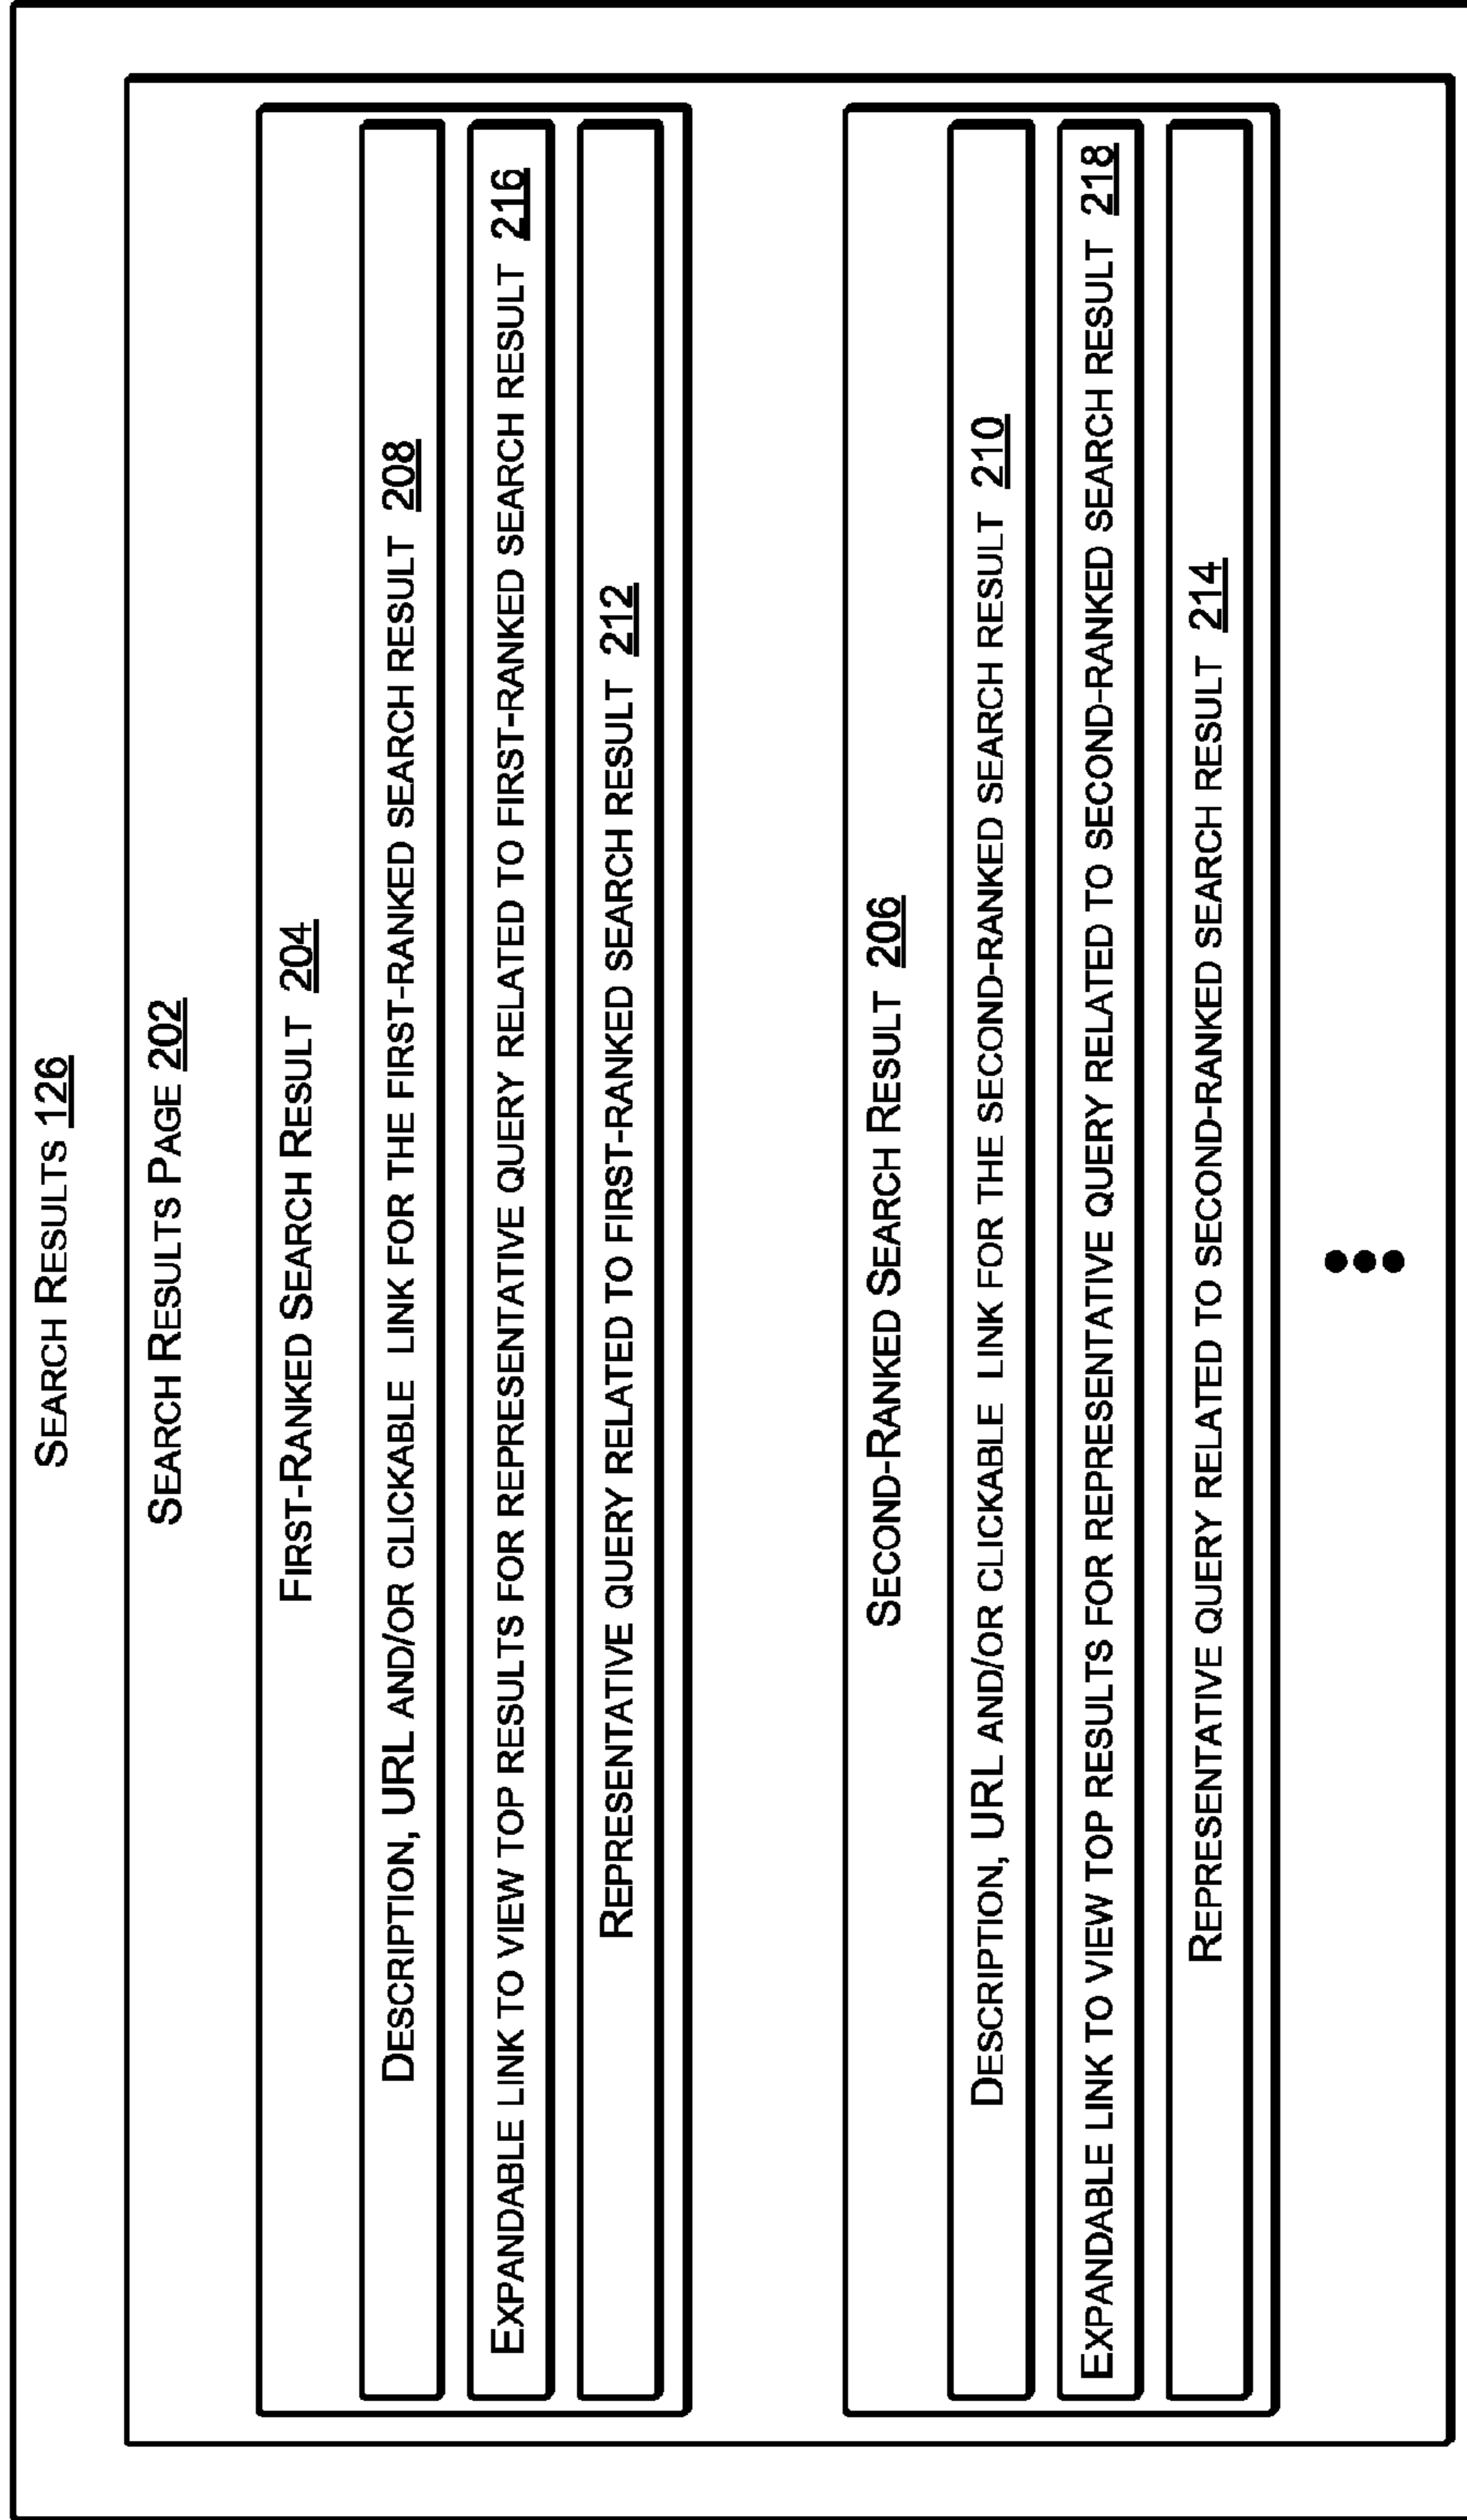 Search Results 126
Search Results Page 202
First-Ranked Search Result 204
Description, URL and/or clickable link for the first-ranked search result 208
Expandable link to view top results for representative query related to first-ranked search result 216
Representative query related to first-ranked search result 212
Second-Ranked Search Result 206
Description, URL and/or clickable link for the second-ranked search result 210
Expandable link to view top results for representative query related to second-ranked search result 218
Representative query related to second-ranked search result 214